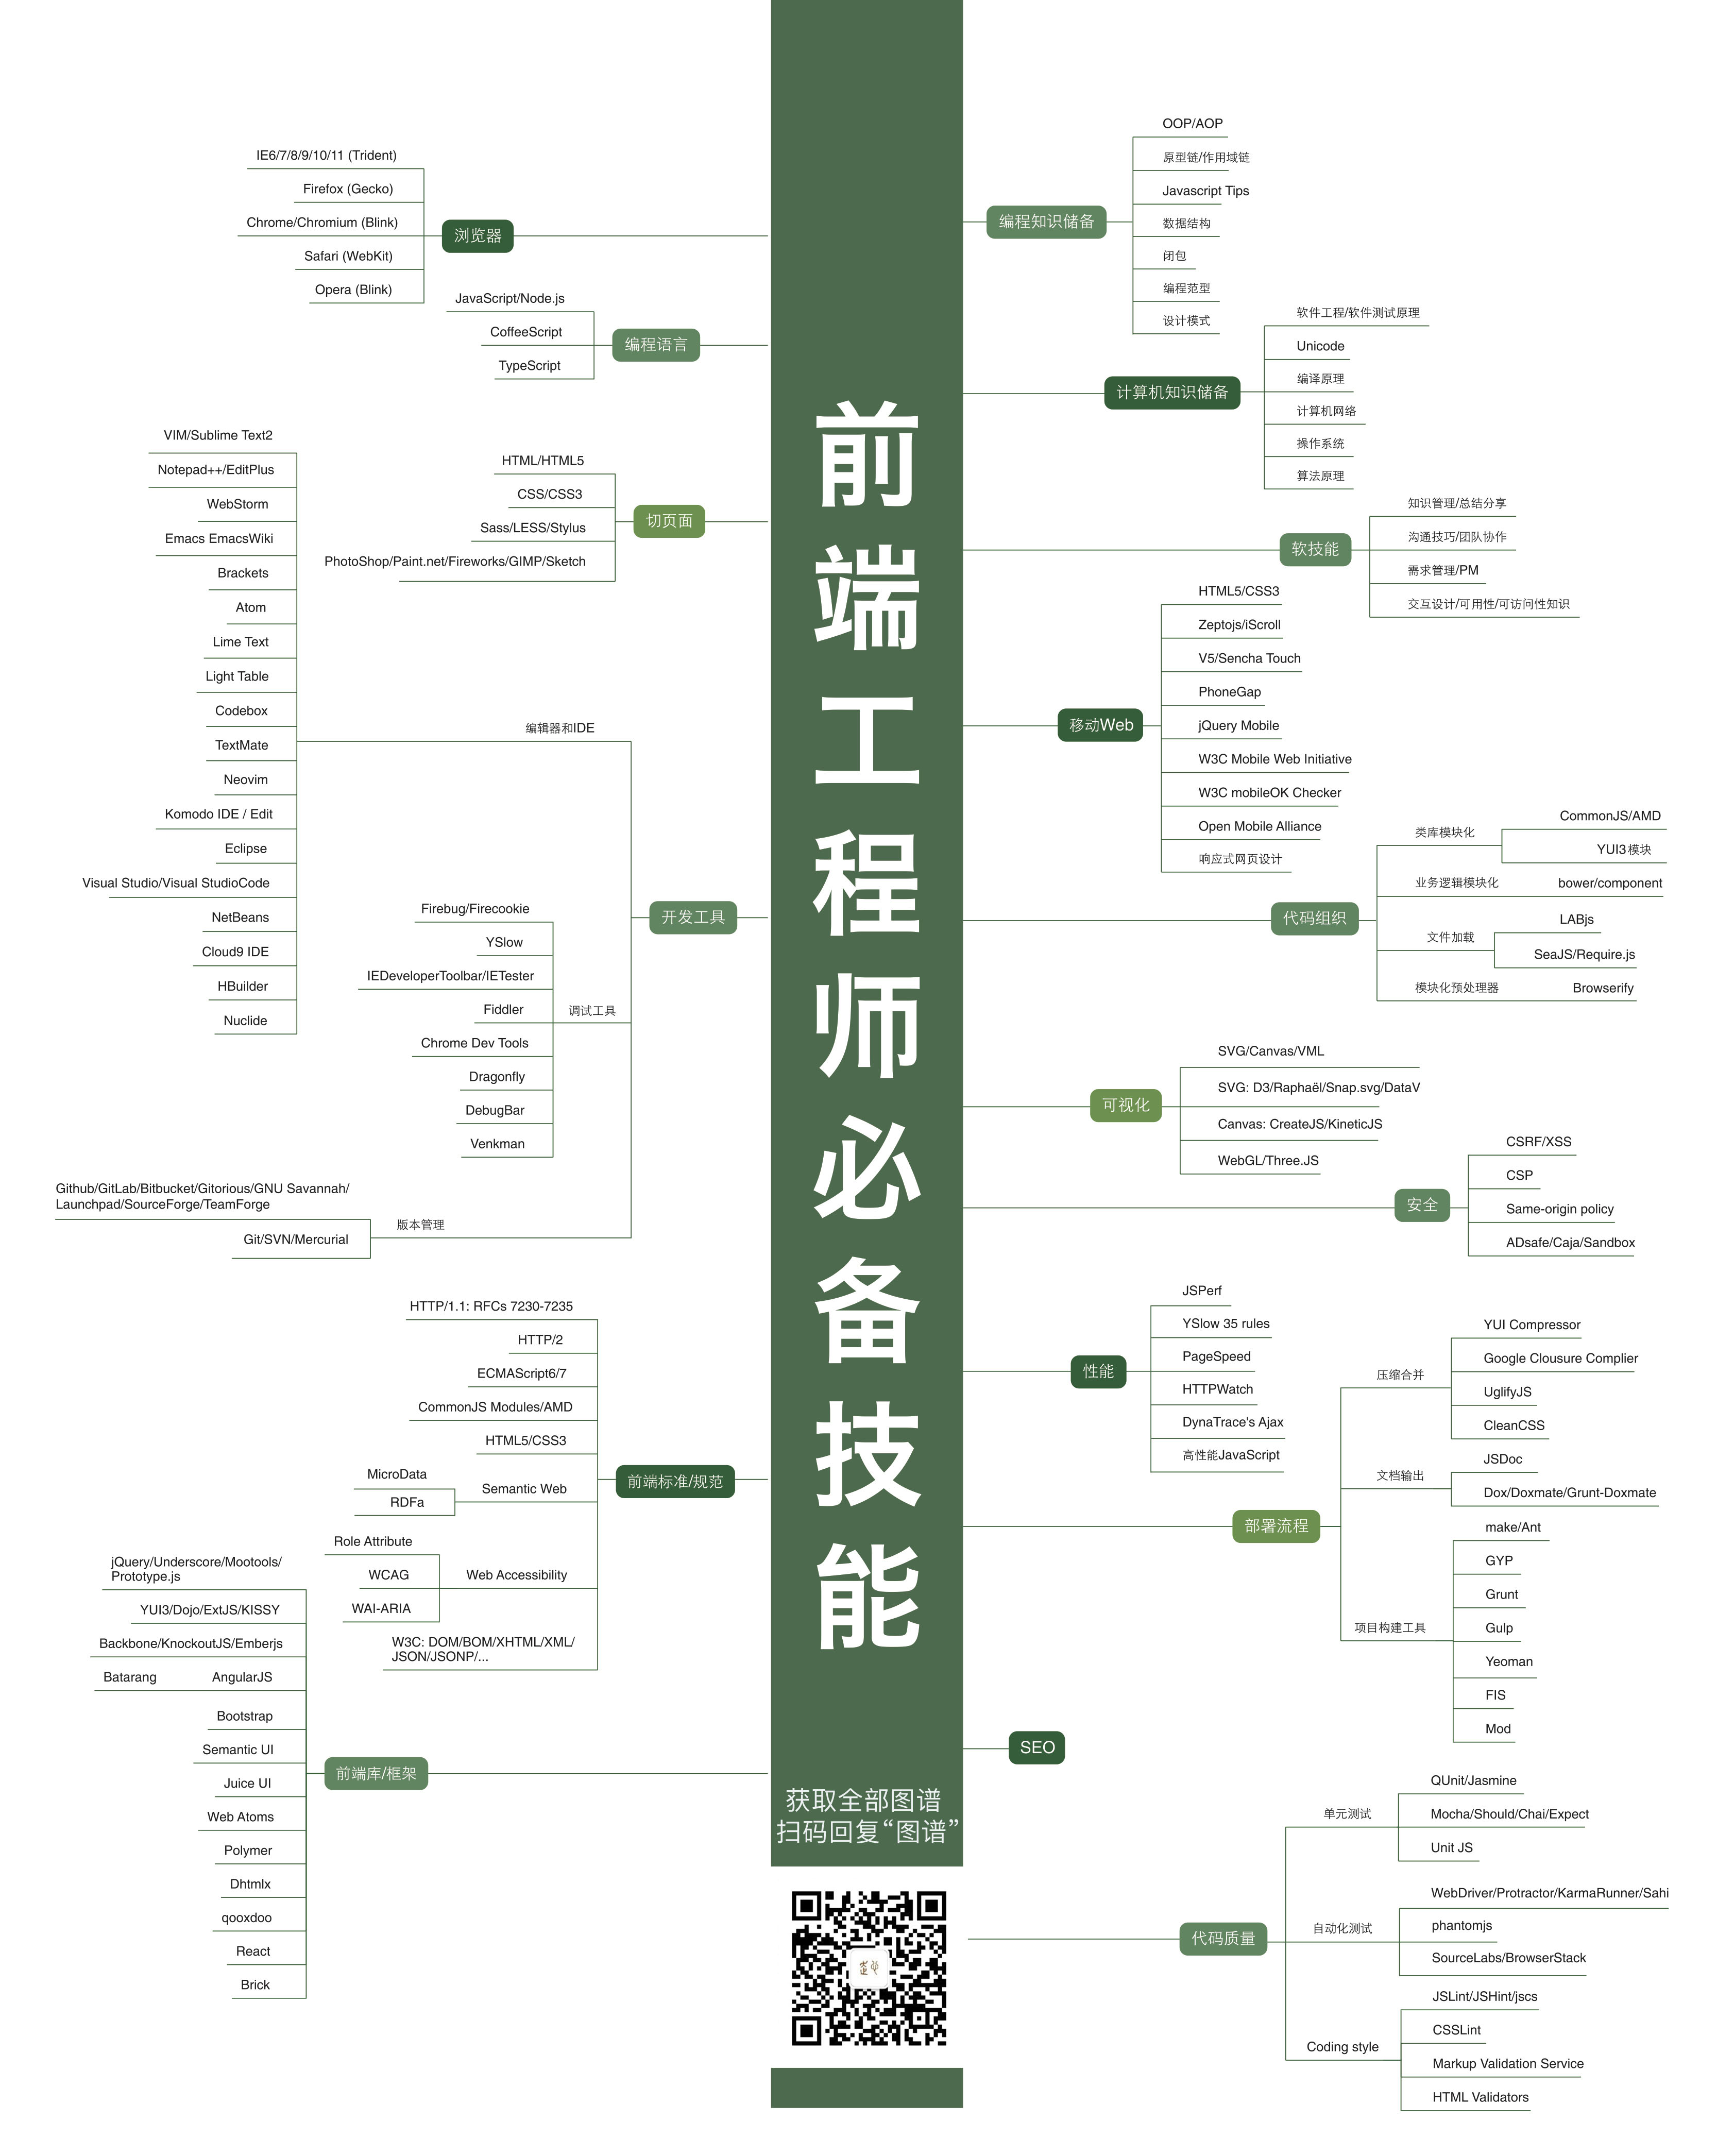 前端工程师必备技能
获取全部图谱
扫码回复“图谱”
浏览器
IE6/7/8/9/10/11 (Trident)
Firefox (Gecko)
Chrome/Chromium (Blink)
Safari (WebKit)
Opera (Blink)
编程语言
JavaScript/Node.js
CoffeeScript
TypeScript
切页面
HTML/HTML5
CSS/CSS3
Sass/LESS/Stylus
PhotoShop/Paint.net/Fireworks/GIMP/Sketch
开发工具
编辑器和IDE
VIM/Sublime Text2
Notepad++/EditPlus
WebStorm
Emacs EmacsWiki
Brackets
Atom
Lime Text
Light Table
Codebox
TextMate
Neovim
Komodo IDE / Edit
Eclipse
Visual Studio/Visual StudioCode
NetBeans
Cloud9 IDE
HBuilder
Nuclide
调试工具
Firebug/Firecookie
YSlow
IEDeveloperToolbar/IETester
Fiddler
Chrome Dev Tools
Dragonfly
DebugBar
Venkman
版本管理
Github/GitLab/Bitbucket/Gitorious/GNU Savannah/
Launchpad/SourceForge/TeamForge
Git/SVN/Mercurial
前端标准/规范
HTTP/1.1: RFCs 7230-7235
HTTP/2
ECMAScript6/7
CommonJS Modules/AMD
HTML5/CSS3
Semantic Web
MicroData
RDFa
Web Accessibility
Role Attribute
WCAG
WAI-ARIA
W3C: DOM/BOM/XHTML/XML/
JSON/JSONP/...
前端库/框架
jQuery/Underscore/Mootools/
Prototype.js
YUI3/Dojo/ExtJS/KISSY
Backbone/KnockoutJS/Emberjs
Batarang AngularJS
Bootstrap
Semantic UI
Juice UI
Web Atoms
Polymer
Dhtmlx
qooxdoo
React
Brick
编程知识储备
OOP/AOP
原型链/作用域链
Javascript Tips
数据结构
闭包
编程范型
设计模式
计算机知识储备
软件工程/软件测试原理
Unicode
编译原理
计算机网络
操作系统
算法原理
软技能
知识管理/总结分享
沟通技巧/团队协作
需求管理/PM
交互设计/可用性/可访问性知识
移动Web
HTML5/CSS3
Zeptojs/iScroll
V5/Sencha Touch
PhoneGap
jQuery Mobile
W3C Mobile Web Initiative
W3C mobileOK Checker
Open Mobile Alliance
响应式网页设计
代码组织
类库模块化
CommonJS/AMD
YUI3模块
业务逻辑模块化
bower/component
文件加载
LABjs
SeaJS/Require.js
模块化预处理器
Browserify
可视化
SVG/Canvas/VML
SVG: D3/Raphaël/Snap.svg/DataV
Canvas: CreateJS/KineticJS
WebGL/Three.JS
安全
CSRF/XSS
CSP
Same-origin policy
ADsafe/Caja/Sandbox
性能
JSPerf
YSlow 35 rules
PageSpeed
HTTPWatch
DynaTrace's Ajax
高性能JavaScript
部署流程
压缩合并
YUI Compressor
Google Clousure Complier
UglifyJS
CleanCSS
文档输出
JSDoc
Dox/Doxmate/Grunt-Doxmate
项目构建工具
make/Ant
GYP
Grunt
Gulp
Yeoman
FIS
Mod
SEO
代码质量
单元测试
QUnit/Jasmine
Mocha/Should/Chai/Expect
Unit JS
自动化测试
WebDriver/Protractor/KarmaRunner/Sahi
phantomjs
SourceLabs/BrowserStack
Coding style
JSLint/JSHint/jscs
CSSLint
Markup Validation Service
HTML Validators